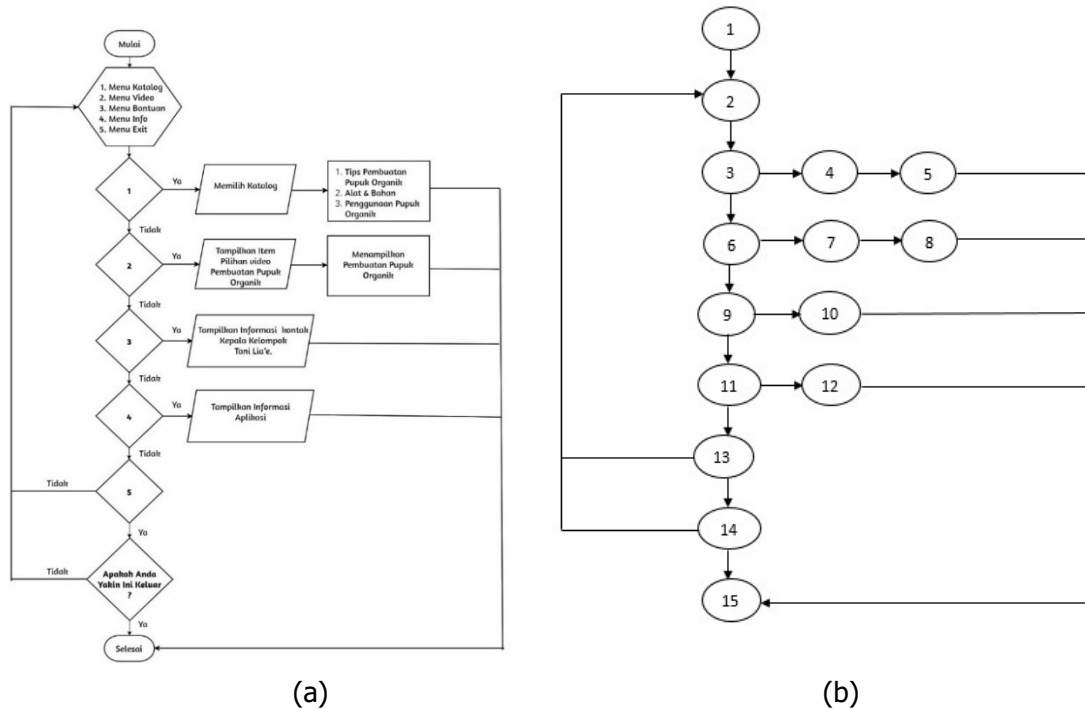 Mulai
1. Menu Katalog
2. Menu Video
3. Menu Bantuan
4. Menu Info
5. Menu Exit
1
Ya
Memilih Katalog
1. Tips Pembuatan
Pupuk Organik
2. Alat & Bahan
3. Penggunaan Pupuk
Organik
Tidak
2
Ya
Tampilkan Item
Pilihan video
Pembuatan Pupuk
Organik
Menampilkan
Pembuatan Pupuk
Organik
Tidak
3
Ya
Tampilkan Informasi kontak
Kepala Kelompok
Tani Lia'e.
Tidak
4
Ya
Tampilkan Informasi
Aplikasi
Tidak
5
Tidak
Ya
Apakah Anda
Yakin Ini Keluar
?
Tidak
Ya
Selesai
(a)
1
2
3
4
5
6
7
8
9
10
11
12
13
14
15
(b)